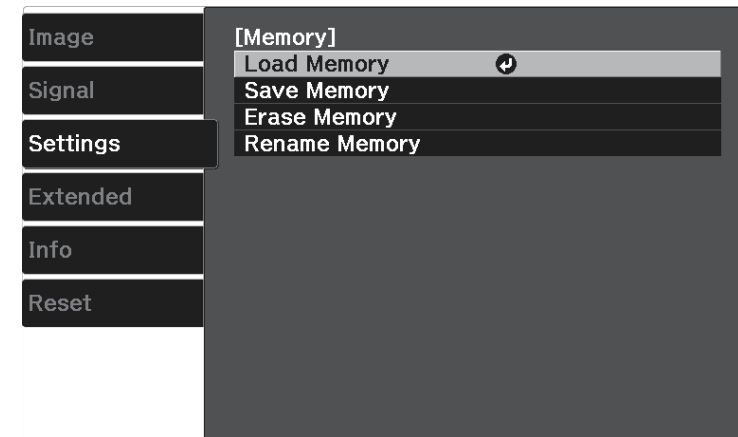 Image
Signal
Settings
Extended
Info
Reset
[Memory]
Load Memory
Save Memory
Erase Memory
Rename Memory